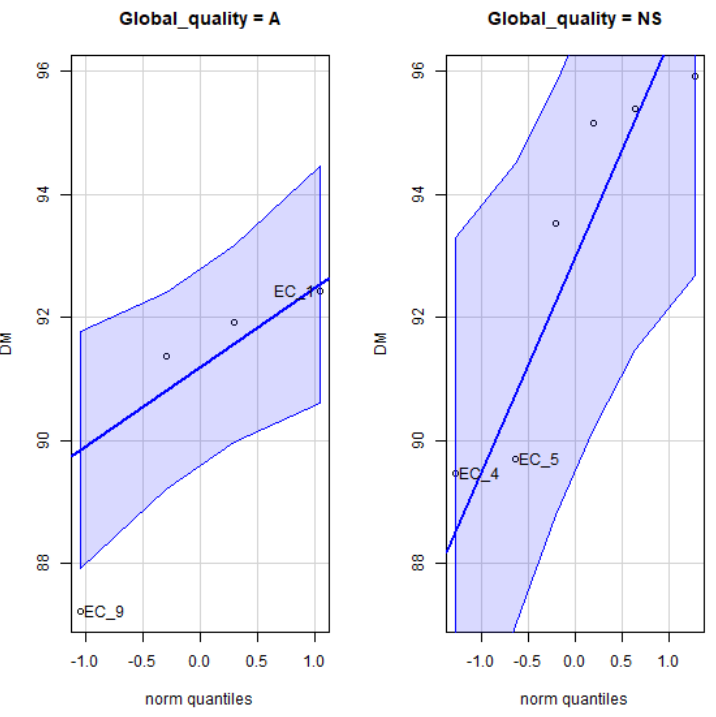 Global_quality = A
96
94
92
90
88
DM
EC_1
EC_9
-1.0 -0.5 0.0 0.5 1.0
norm quantiles
Global_quality = NS
96
94
92
90
88
DM
EC_5
EC_4
-1.0 -0.5 0.0 0.5 1.0
norm quantiles